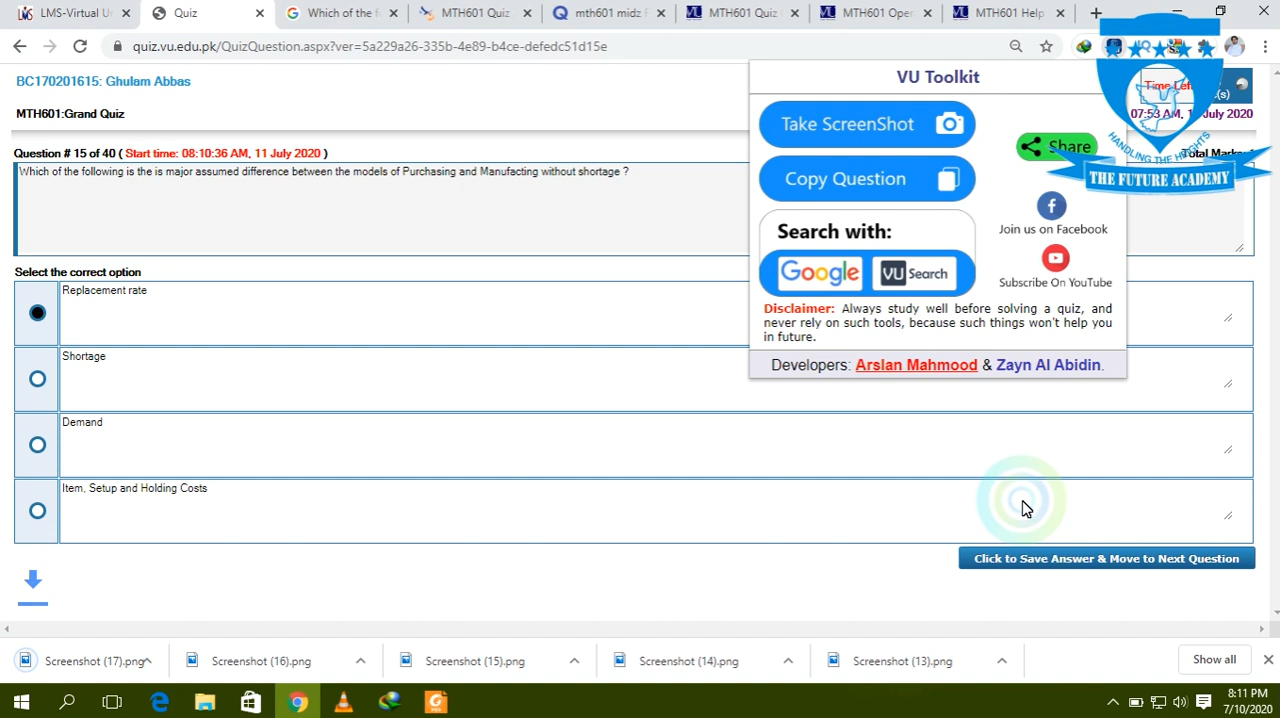 LMS-Virtual U
Quiz
Which of the f
MTH601 Quiz
mth601 midz
MTH601 Quiz
MTH601 Oper
MTH601 Help
quiz.vu.edu.pk/QuizQuestion.aspx?ver=5a229a26-335b-4e89-b4ce-defedc51d15e
BC170201615: Ghulam Abbas
MTH601:Grand Quiz
Time Left
(s)
07:53 AM, 1 July 2020
Question # 15 of 40 ( Start time: 08:10:36 AM, 11 July 2020 )
Total Mark
Which of the following is the is major assumed difference between the models of Purchasing and Manufacting without shortage ?
Select the correct option
Replacement rate
Shortage
Demand
Item, Setup and Holding Costs
Click to Save Answer & Move to Next Question
VU Toolkit
Take ScreenShot
Copy Question
Search with:
Google
VU Search
Share
Join us on Facebook
Subscribe On YouTube
Disclaimer: Always study well before solving a quiz, and
never rely on such tools, because such things won't help you
in future.
Developers: Arslan Mahmood & Zayn Al Abidin.
HANDLING THE HEIGHTS
THE FUTURE ACADEMY
Screenshot (17).png
Screenshot (16).png
Screenshot (15).png
Screenshot (14).png
Screenshot (13).png
Show all
8:11 PM
7/10/2020